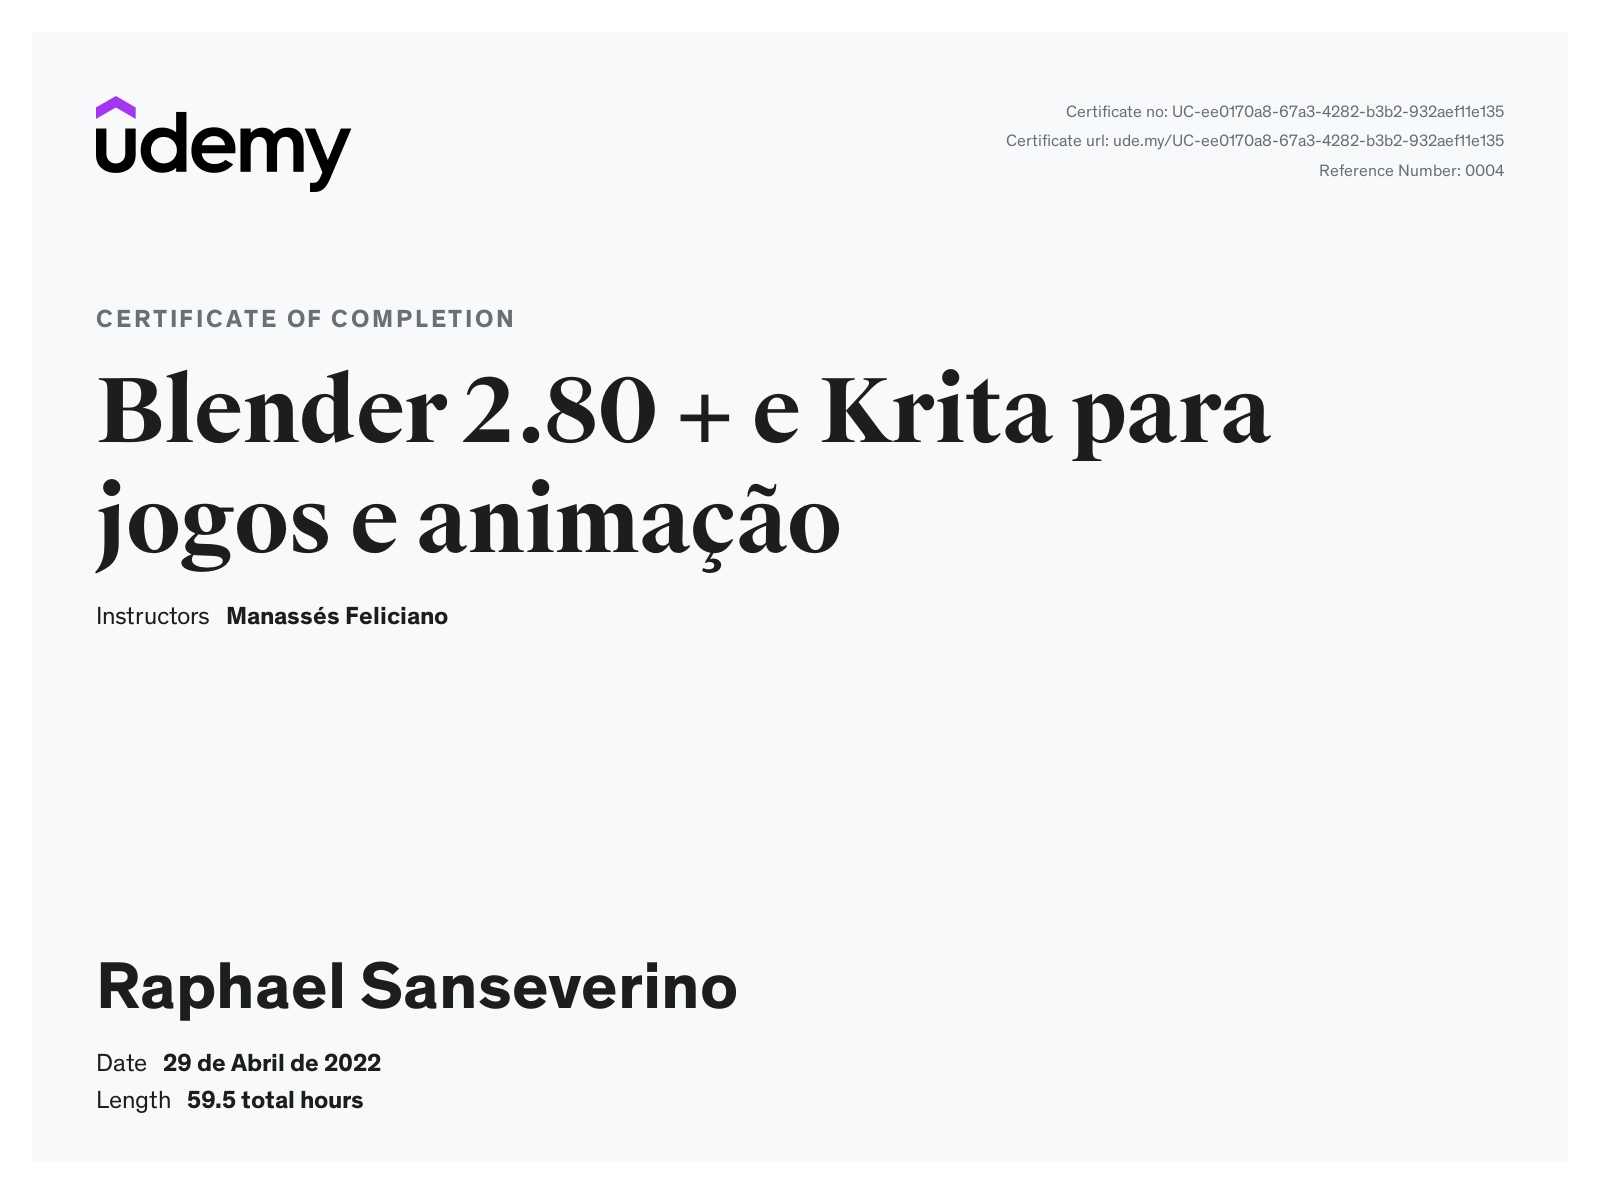 udemy
Certificate no: UC-ee0170a8-67a3-4282-b3b2-932aef11e135
Certificate url: ude.my/UC-ee0170a8-67a3-4282-b3b2-932aef11e135
Reference Number: 0004
CERTIFICATE OF COMPLETION
Blender 2.80 + e Krita para
jogos e animação
Instructors Manassés Feliciano
Raphael Sanseverino
Date 29 de Abril de 2022
Length 59.5 total hours